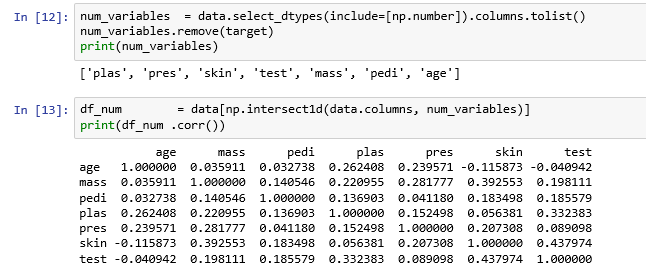 In [12]: num_variables  = data.select_dtypes(include=[np.number]).columns.tolist()
num_variables.remove(target)
print(num_variables)
['plas', 'pres', 'skin', 'test', 'mass', 'pedi', 'age']
In [13]: df_num        = data[np.intersect1d(data.columns, num_variables)]
print(df_num .corr())
age      mass      pedi      plas      pres      skin      test
age   1.000000  0.035911  0.032738  0.262408  0.239571 -0.115873 -0.040942
mass  0.035911  1.000000  0.140546  0.220955  0.281777  0.392553  0.198111
pedi  0.032738  0.140546  1.000000  0.136903  0.041180  0.183498  0.185579
plas  0.262408  0.220955  0.136903  1.000000  0.152498  0.056381  0.332383
pres  0.239571  0.281777  0.041180  0.152498  1.000000  0.207308  0.089098
skin -0.115873  0.392553  0.183498  0.056381  0.207308  1.000000  0.437974
test -0.040942  0.198111  0.185579  0.332383  0.089098  0.437974  1.000000